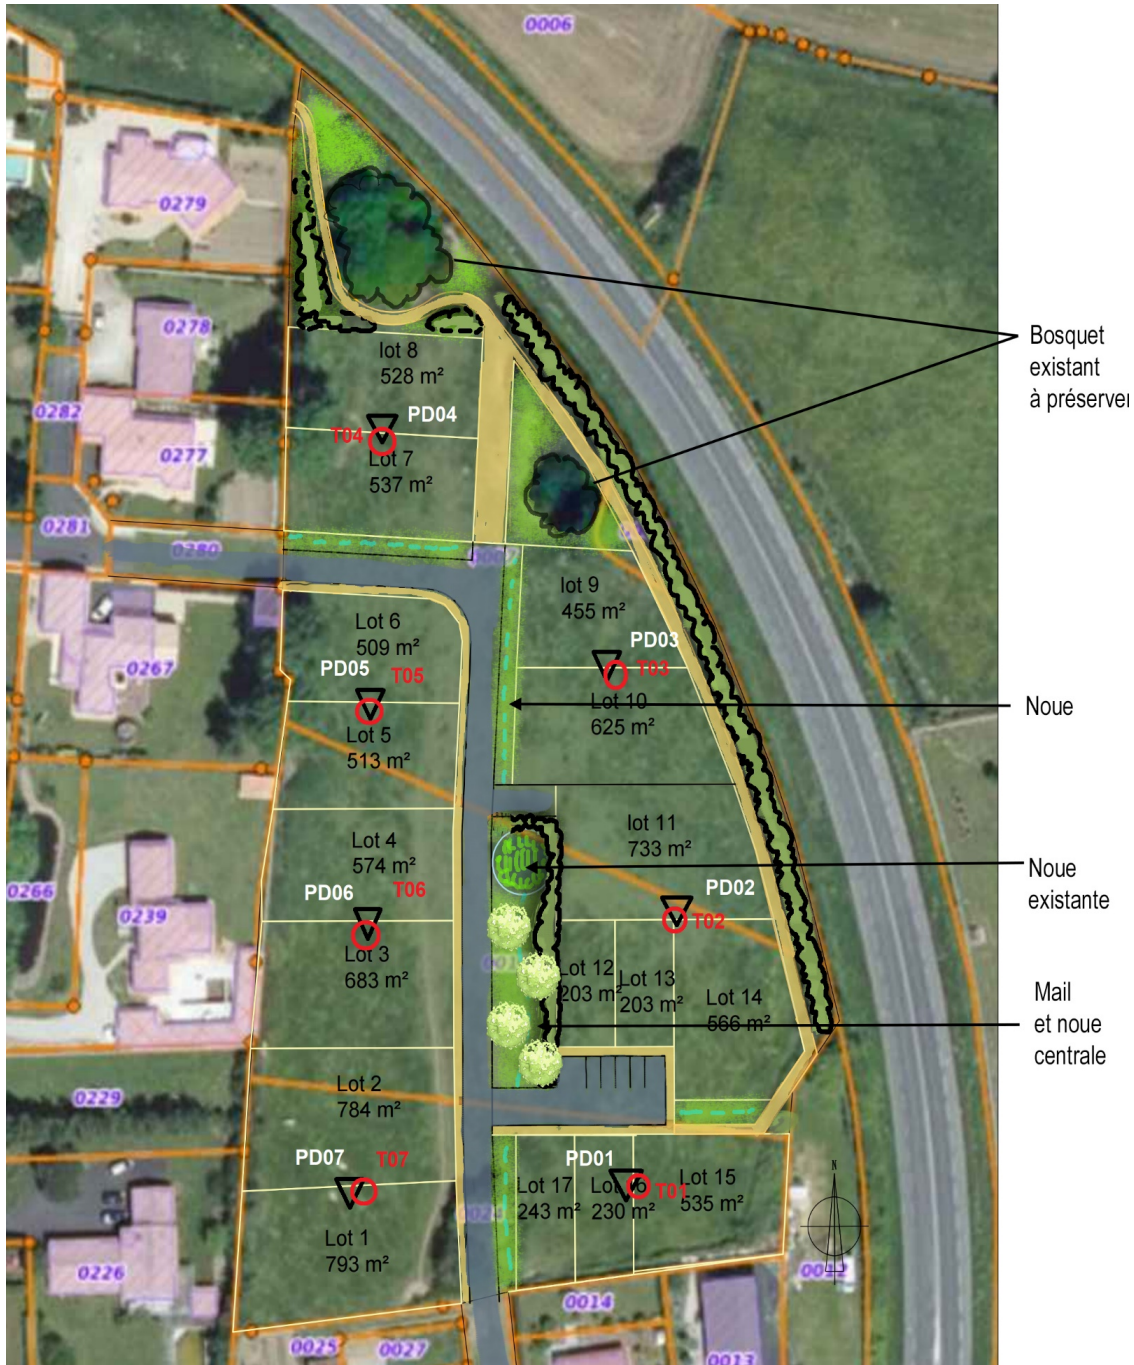 0006
0279
0278
Bosquet
existant
à préserver
lot 8
528 m²
0282
PD04
T04
0277
Lot 7
537 m²
0281
0280
0007
lot 9
455 m²
Lot 6
509 m²
PD03
T03
PD05
T05
0267
Lot 10
625 m²
Noue
Lot 5
513 m²
lot 11
733 m²
Lot 4
574 m²
Noue
existante
0266
PD06
T06
PD02
T02
0239
Lot 3
683 m²
Lot 12
203 m²
Lot 13
203 m²
Lot 14
566 m²
Mail
et noue
centrale
Lot 2
784 m²
0229
PD07
T07
PD01
T01
Lot 17
243 m²
230 m²
Lot 15
535 m²
N
0024
Lot 1
793 m²
0226
0012
0014
0025
0027
0013